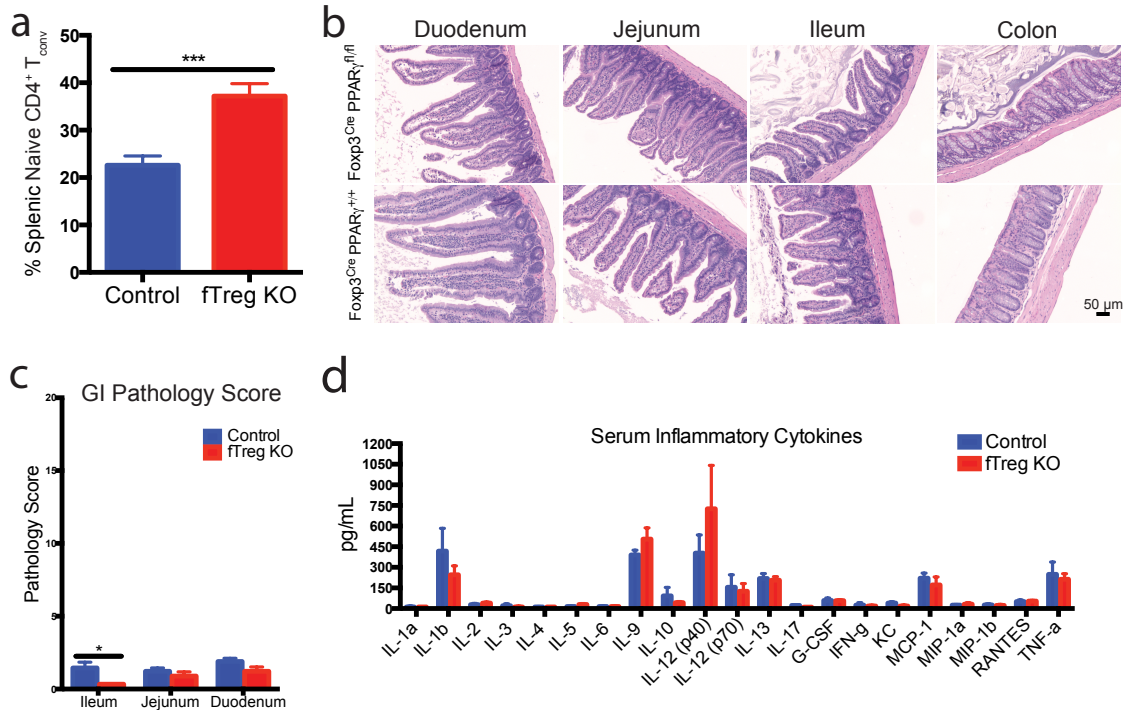 a
***
% Splenic Naive CD4+ Tconv
50
40
30
20
10
0
Control
fTreg KO
b
Duodenum
Jejunum
Ileum
Colon
Foxp3Cre PPARγfl/fl
Foxp3Cre PPARγ+/+
50 µm
c
GI Pathology Score
Control
fTreg KO
Pathology Score
20
15
10
5
0
*
Ileum
Jejunum
Duodenum
d
Serum Inflammatory Cytokines
Control
fTreg KO
pg/mL
1200
1050
900
750
600
450
300
150
0
IL-1a
IL-1b
IL-2
IL-3
IL-4
IL-5
IL-6
IL-9
IL-10
IL-12 (p40)
IL-12 (p70)
IL-13
IL-17
G-CSF
IFN-g
KC
MCP-1
MIP-1a
MIP-1b
RANTES
TNF-a